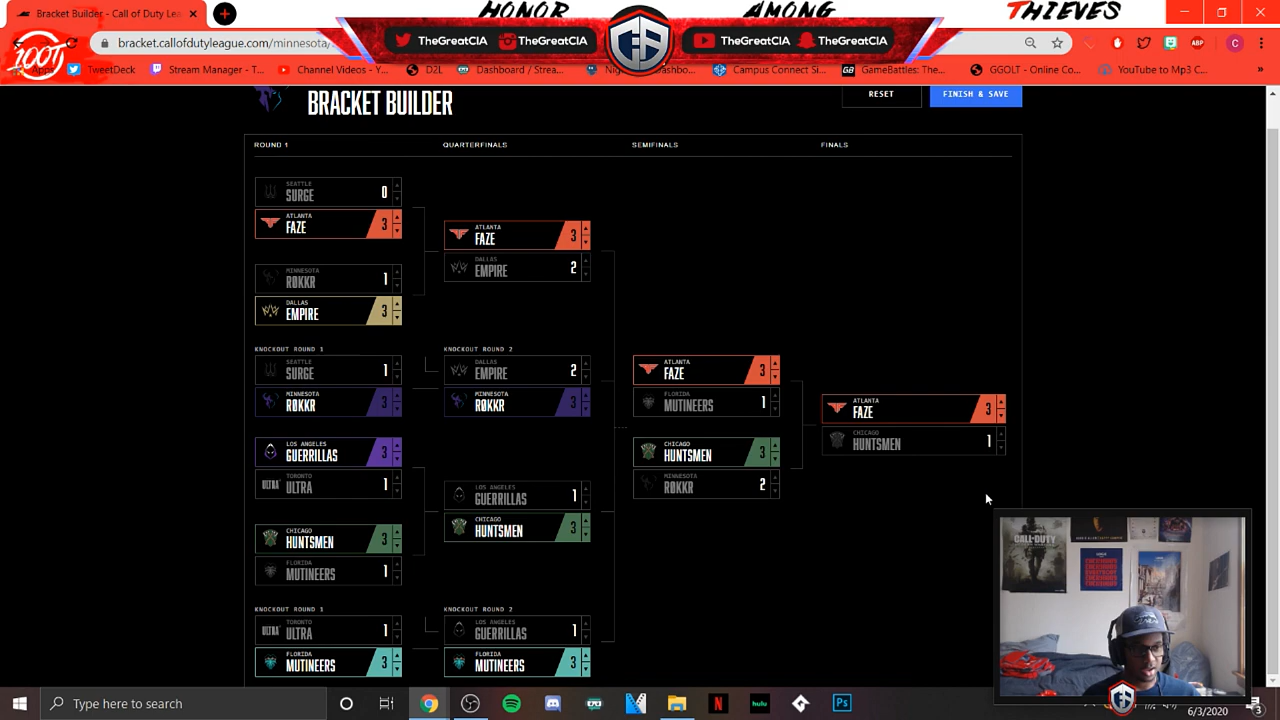 Bracket Builder - Call of Duty Lea
HONOR AMONG THIEVES
bracket.callofdutyleague.com/minnesota/
TheGreatCIA TheGreatCIA TheGreatCIA TheGreatCIA
100T
TweetDeck Stream Manager - T... Channel Videos - Y... D2L Dashboard / Strea... Campus Connect Si... GameBattles: The... GGOLT - Online Co... YouTube to Mp3 C...
BRACKET BUILDER
RESET
FINISH & SAVE
ROUND 1 QUARTERFINALS SEMIFINALS FINALS
SEATTLE
SURGE 0
ATLANTA
FAZE 3
ATLANTA
FAZE 3
DALLAS
EMPIRE 2
MINNESOTA
RØKKR 1
DALLAS
EMPIRE 3
KNOCKOUT ROUND 1 KNOCKOUT ROUND 2
SEATTLE
SURGE 1
MINNESOTA
RØKKR 3
DALLAS
EMPIRE 2
MINNESOTA
RØKKR 3
ATLANTA
FAZE 3
FLORIDA
MUTINEERS 1
ATLANTA
FAZE 3
CHICAGO
HUNTSMEN 1
LOS ANGELES
GUERRILLAS 3
TORONTO
ULTRA 1
CHICAGO
HUNTSMEN 3
MINNESOTA
RØKKR 2
LOS ANGELES
GUERRILLAS 1
CHICAGO
HUNTSMEN 3
CHICAGO
HUNTSMEN 3
FLORIDA
MUTINEERS 1
KNOCKOUT ROUND 1 KNOCKOUT ROUND 2
TORONTO
ULTRA 1
FLORIDA
MUTINEERS 3
LOS ANGELES
GUERRILLAS 1
FLORIDA
MUTINEERS 3
CALL OF DUTY
Type here to search
hulu
Ps
6/3/2020
3